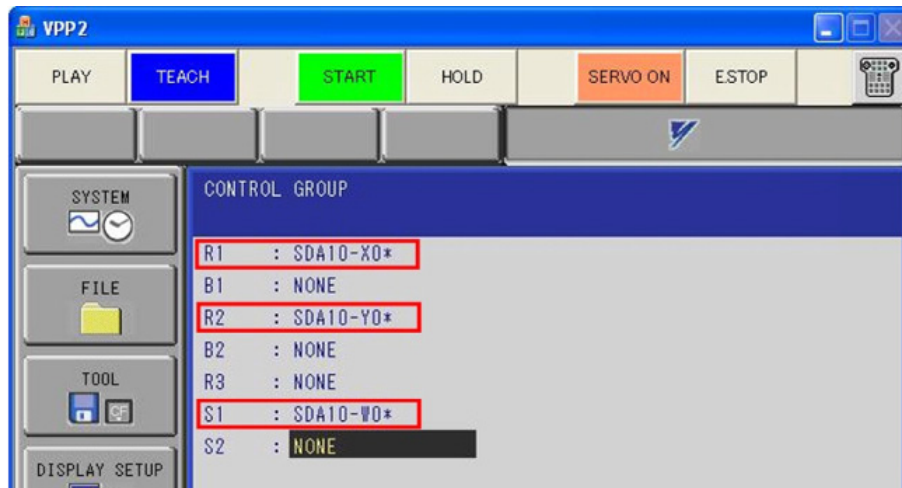 VPP2
PLAY TEACH START HOLD SERVO ON E.STOP
SYSTEM
FILE
TOOL
CF
DISPLAY SETUP
CONTROL GROUP
R1 : SDA10-X0*
B1 : NONE
R2 : SDA10-Y0*
B2 : NONE
R3 : NONE
S1 : SDA10-W0*
S2 : NONE